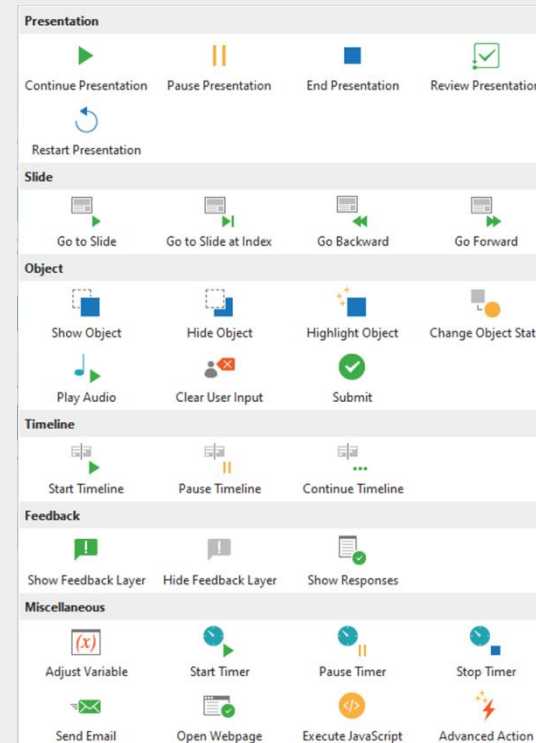 Presentation
Continue Presentation Pause Presentation End Presentation Review Presentation
Restart Presentation
Slide
Go to Slide Go to Slide at Index Go Backward Go Forward
Object
Show Object Hide Object Highlight Object Change Object Stat
Play Audio Clear User Input Submit
Timeline
Start Timeline Pause Timeline Continue Timeline
Feedback
Show Feedback Layer Hide Feedback Layer Show Responses
Miscellaneous
(x)
Adjust Variable Start Timer Pause Timer Stop Timer
</>
Send Email Open Webpage Execute JavaScript Advanced Action